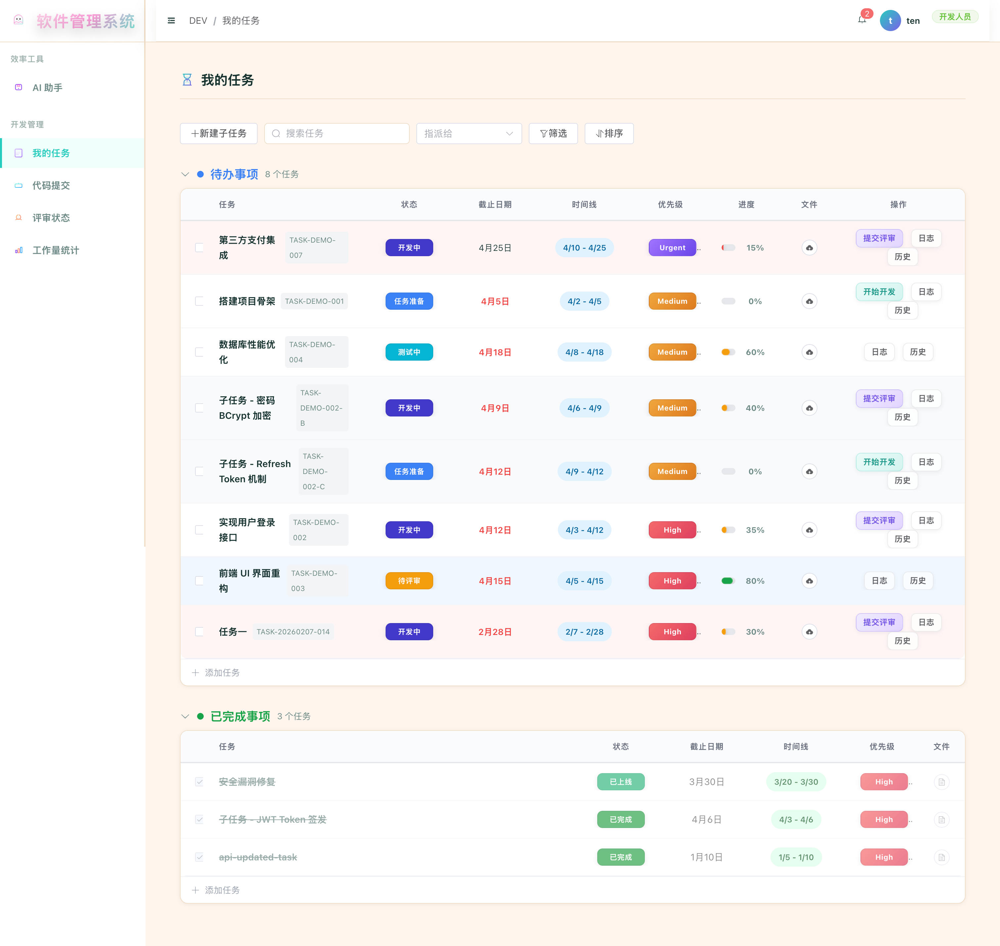 软件管理系统
DEV / 我的任务
2
t
ten
开发人员
效率工具
AI 助手
开发管理
我的任务
代码提交
评审状态
工作量统计
我的任务
新建子任务
搜索任务
指派给
筛选
排序
待办事项 8 个任务
任务 状态 截止日期 时间线 优先级 进度 文件 操作
第三方支付集
成
TASK-DEMO-
007
开发中
4月25日
4/10 - 4/25
Urgent..
15%
提交评审
日志
历史
搭建项目骨架
TASK-DEMO-001
任务准备
4月5日
4/2 - 4/5
Medium..
0%
开始开发
日志
历史
数据库性能优
化
TASK-DEMO-
004
测试中
4月18日
4/8 - 4/18
Medium..
60%
日志
历史
子任务 - 密码
BCrypt 加密
TASK-
DEMO-002-
B
开发中
4月9日
4/6 - 4/9
Medium..
40%
提交评审
日志
历史
子任务 - Refresh
Token 机制
TASK-
DEMO-
002-C
任务准备
4月12日
4/9 - 4/12
Medium..
0%
开始开发
日志
历史
实现用户登录
接口
TASK-DEMO-
002
开发中
4月12日
4/3 - 4/12
High..
35%
提交评审
日志
历史
前端 UI 界面重
构
TASK-DEMO-
003
待评审
4月15日
4/5 - 4/15
High..
80%
日志
历史
任务一
TASK-20260207-014
开发中
2月28日
2/7 - 2/28
High..
30%
提交评审
日志
历史
添加任务
已完成事项 3 个任务
任务 状态 截止日期 时间线 优先级 文件
安全漏洞修复
已上线
3月30日
3/20 - 3/30
High..
子任务 - JWT Token 签发
已完成
4月6日
4/3 - 4/6
High..
api-updated-task
已完成
1月10日
1/5 - 1/10
High..
添加任务